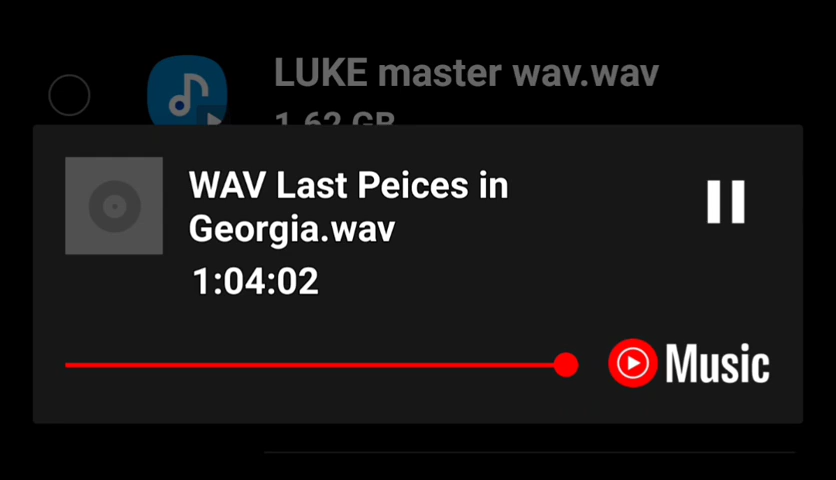 LUKE master wav.wav
1.62 GB
WAV Last Peices in
Georgia.wav
1:04:02
Music